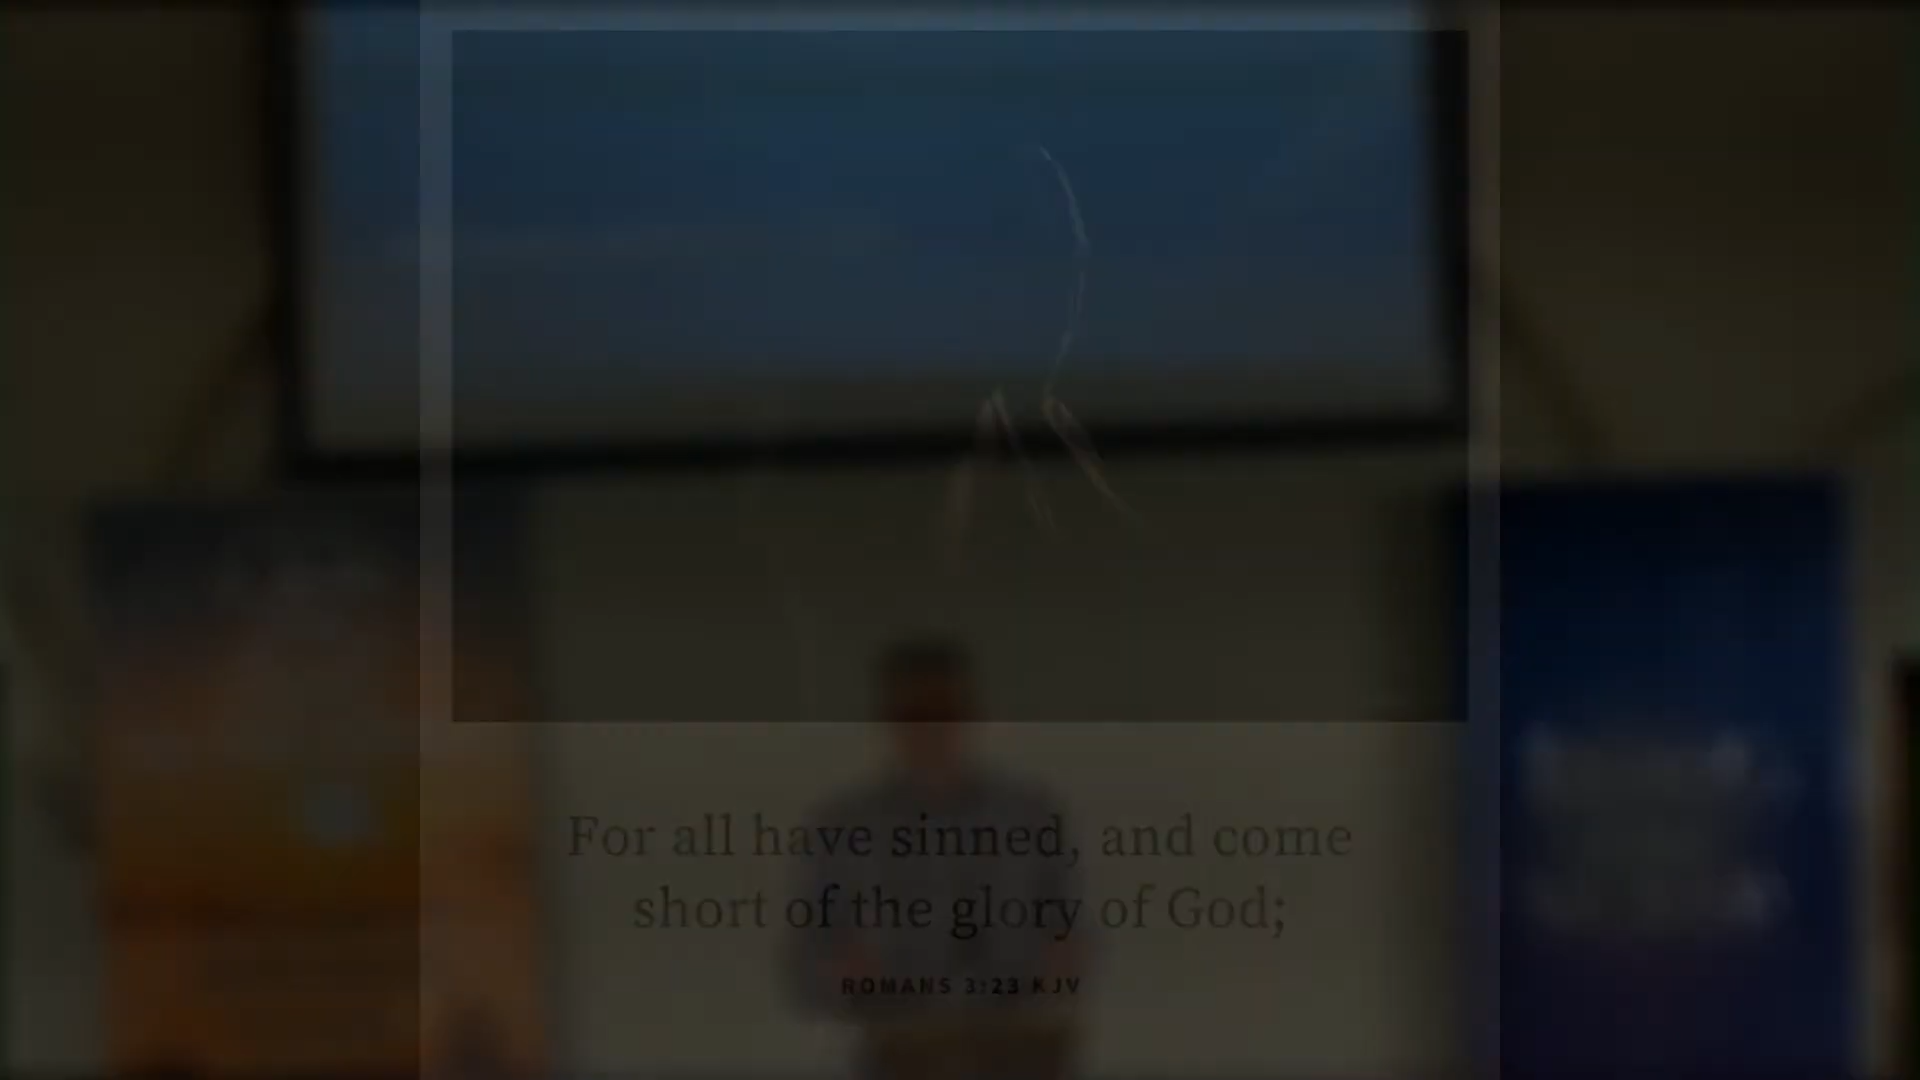 For all have sinned, and come
short of the glory of God;
ROMANS 3:23 KJV